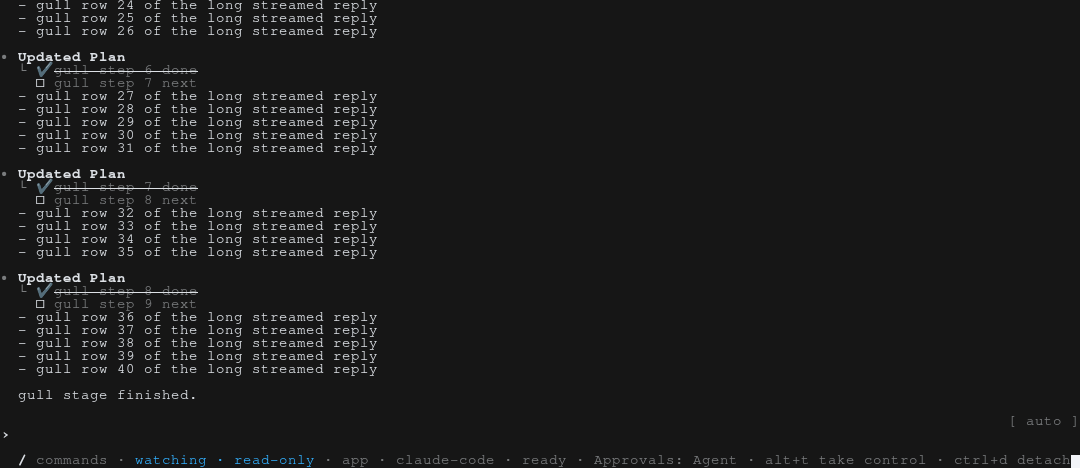 - gull row 24 of the long streamed reply
- gull row 25 of the long streamed reply
- gull row 26 of the long streamed reply
• Updated Plan
└ ✔ gull step 6 done
□ gull step 7 next
- gull row 27 of the long streamed reply
- gull row 28 of the long streamed reply
- gull row 29 of the long streamed reply
- gull row 30 of the long streamed reply
- gull row 31 of the long streamed reply
• Updated Plan
└ ✔ gull step 7 done
□ gull step 8 next
- gull row 32 of the long streamed reply
- gull row 33 of the long streamed reply
- gull row 34 of the long streamed reply
- gull row 35 of the long streamed reply
• Updated Plan
└ ✔ gull step 8 done
□ gull step 9 next
- gull row 36 of the long streamed reply
- gull row 37 of the long streamed reply
- gull row 38 of the long streamed reply
- gull row 39 of the long streamed reply
- gull row 40 of the long streamed reply
gull stage finished.
[ auto ]
›
/ commands · watching · read-only · app · claude-code · ready · Approvals: Agent · alt+t take control · ctrl+d detach